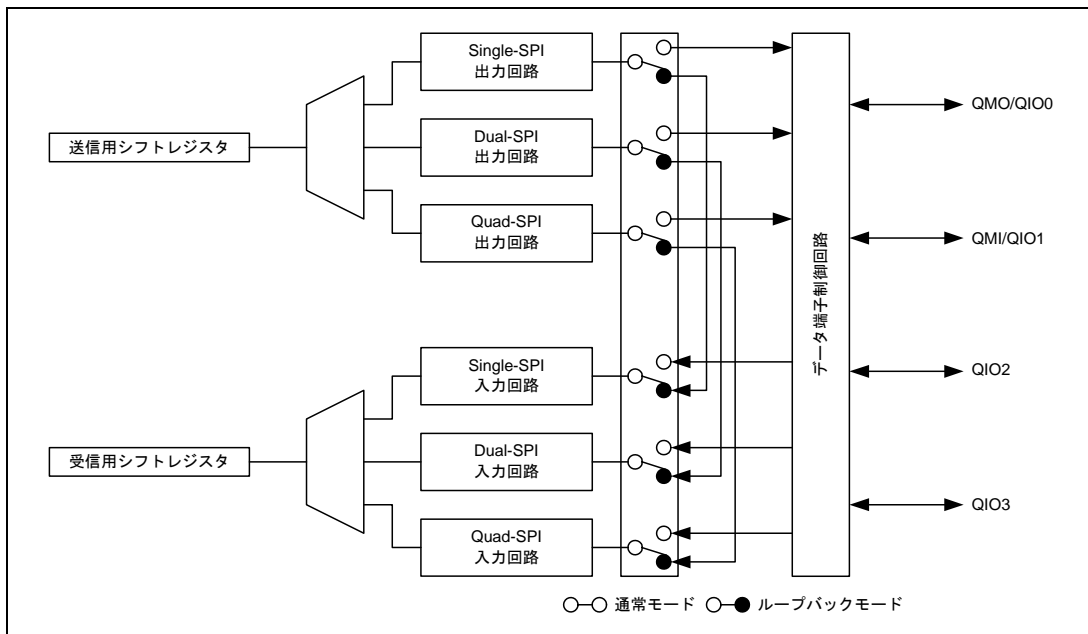 Single-SPI
出力回路
送信用シフトレジスタ
Dual-SPI
出力回路
Quad-SPI
出力回路
Single-SPI
入力回路
受信用シフトレジスタ
Dual-SPI
入力回路
Quad-SPI
入力回路
データ端子制御回路
QMO/QIO0
QMI/QIO1
QIO2
QIO3
通常モード
ループバックモード